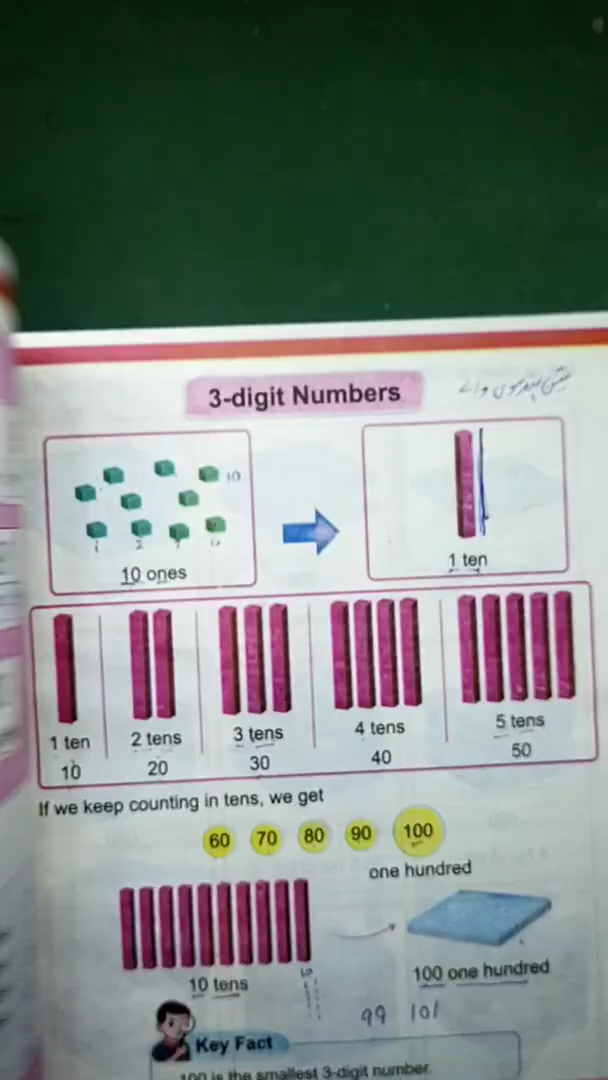 3-digit Numbers
10
10 ones
1 ten
1 ten
2 tens
3 tens
4 tens
5 tens
10
20
30
40
50
If we keep counting in tens, we get
60 70 80 90 100
one hundred
10 tens
100 one hundred
10
99 101
Key Fact
100 is the smallest 3-digit number.